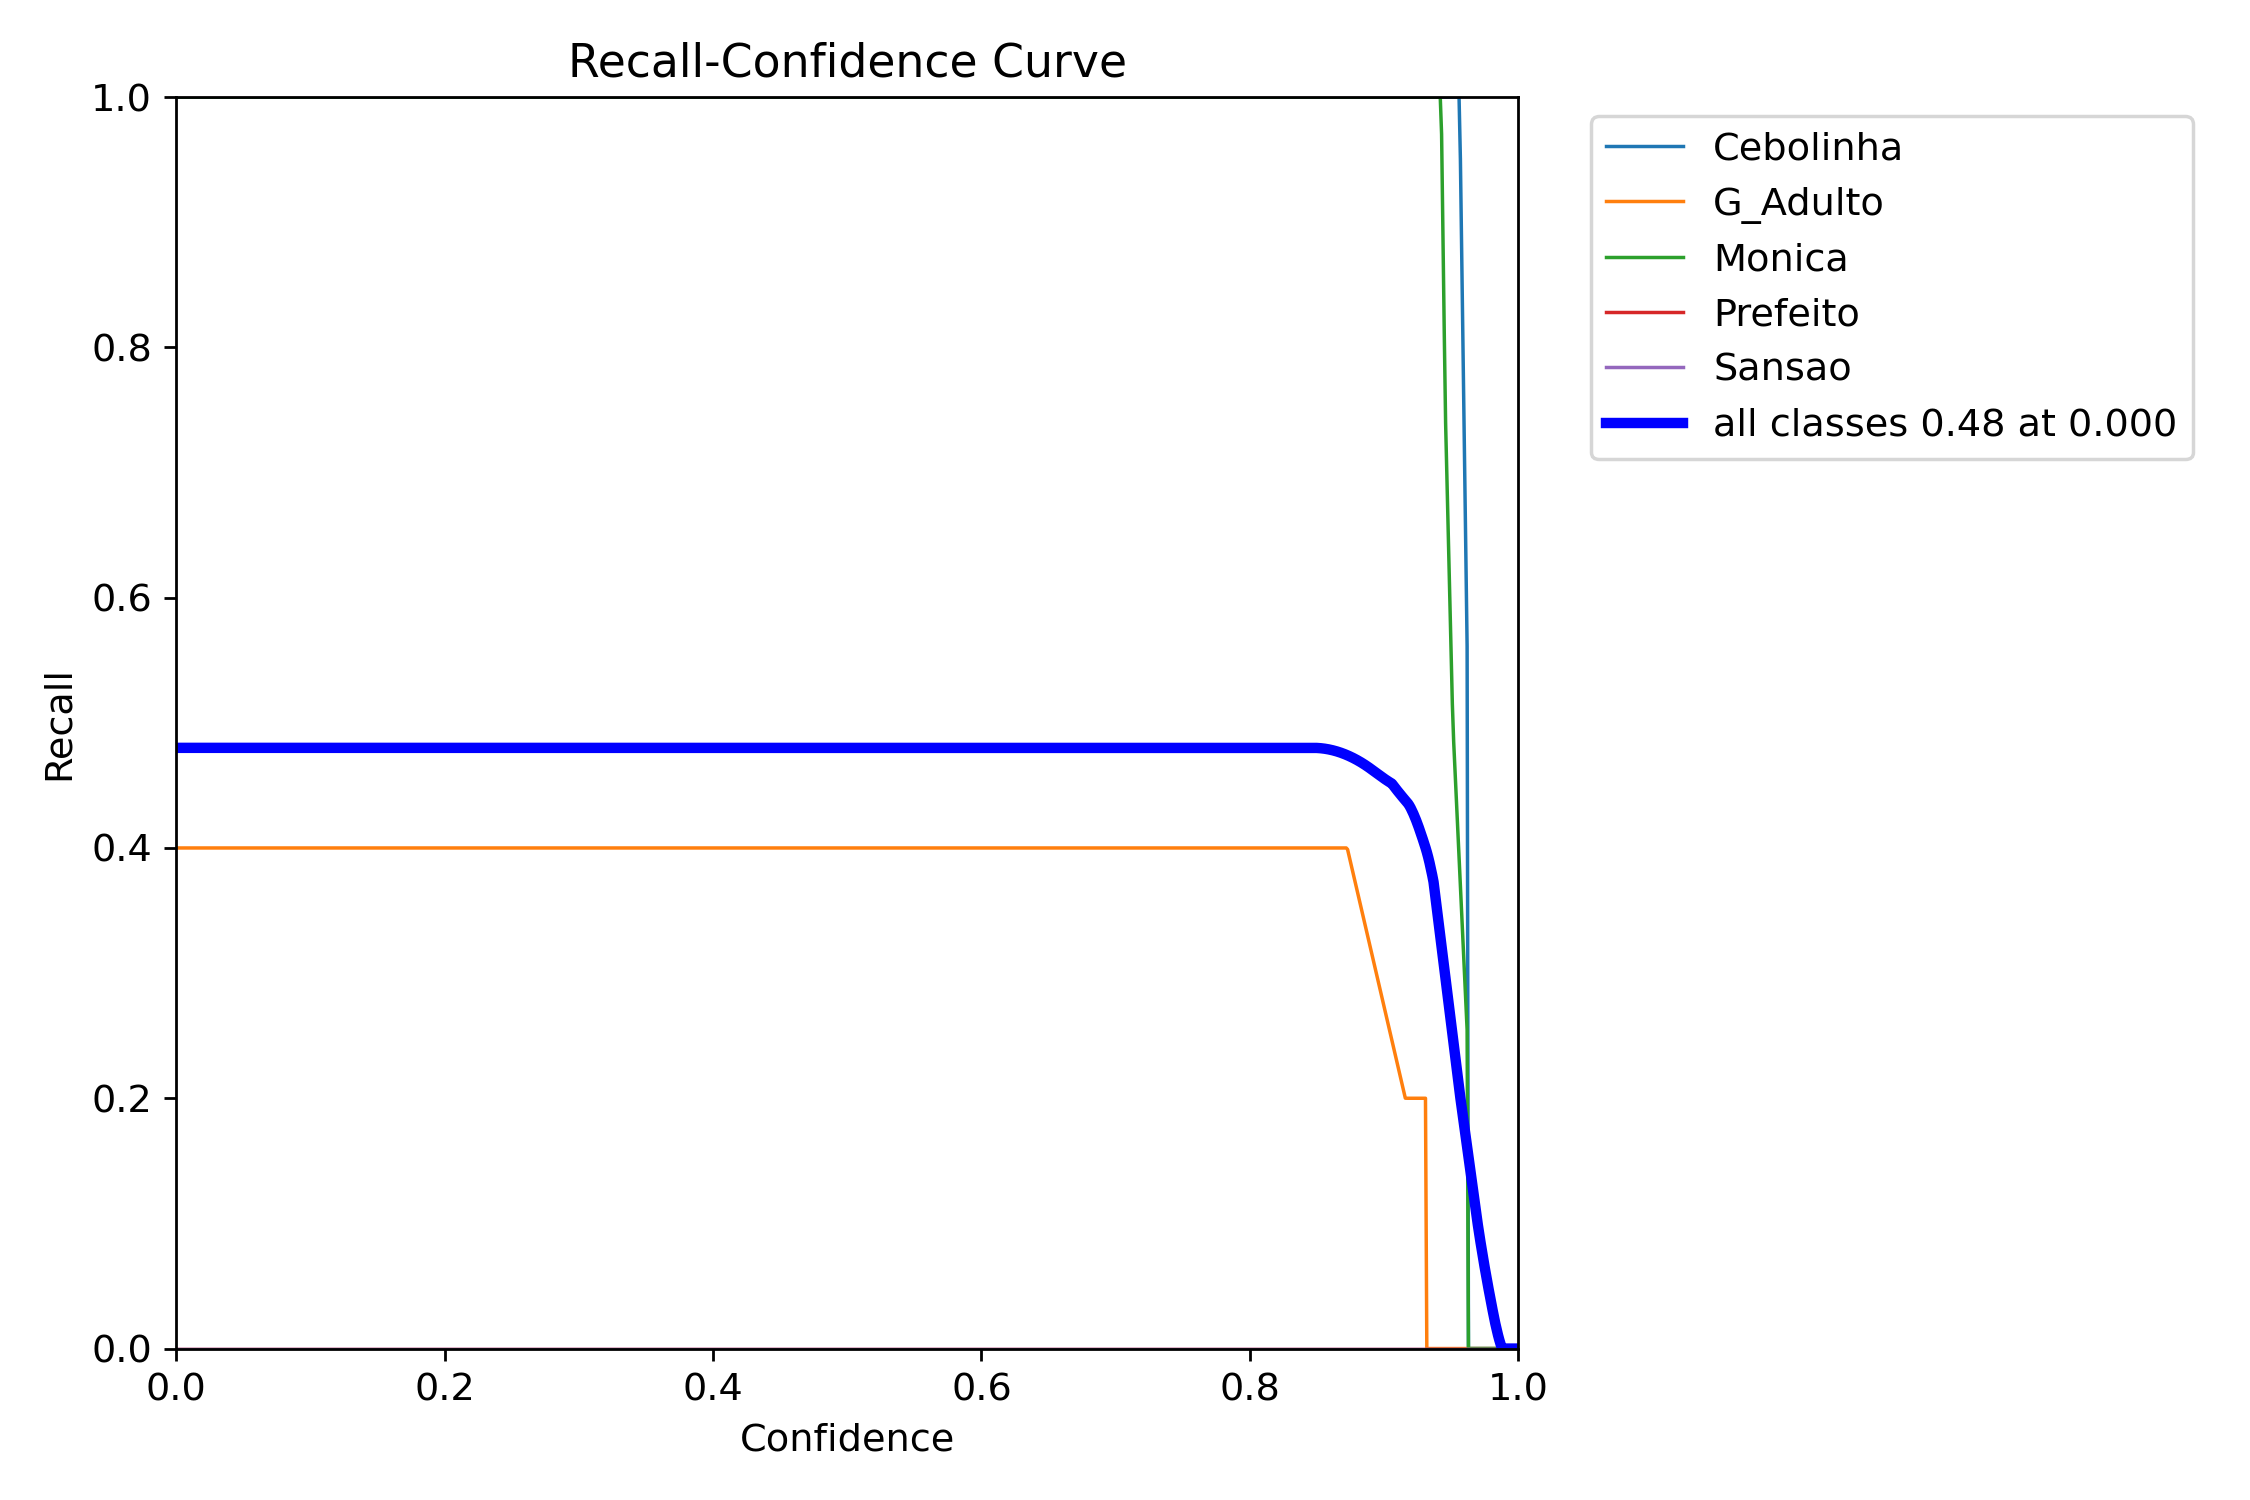 Recall-Confidence Curve
1.0
0.8
0.6
0.4
0.2
0.0
Recall
0.0 0.2 0.4 0.6 0.8 1.0
Confidence
Cebolinha
G_Adulto
Monica
Prefeito
Sansao
all classes 0.48 at 0.000